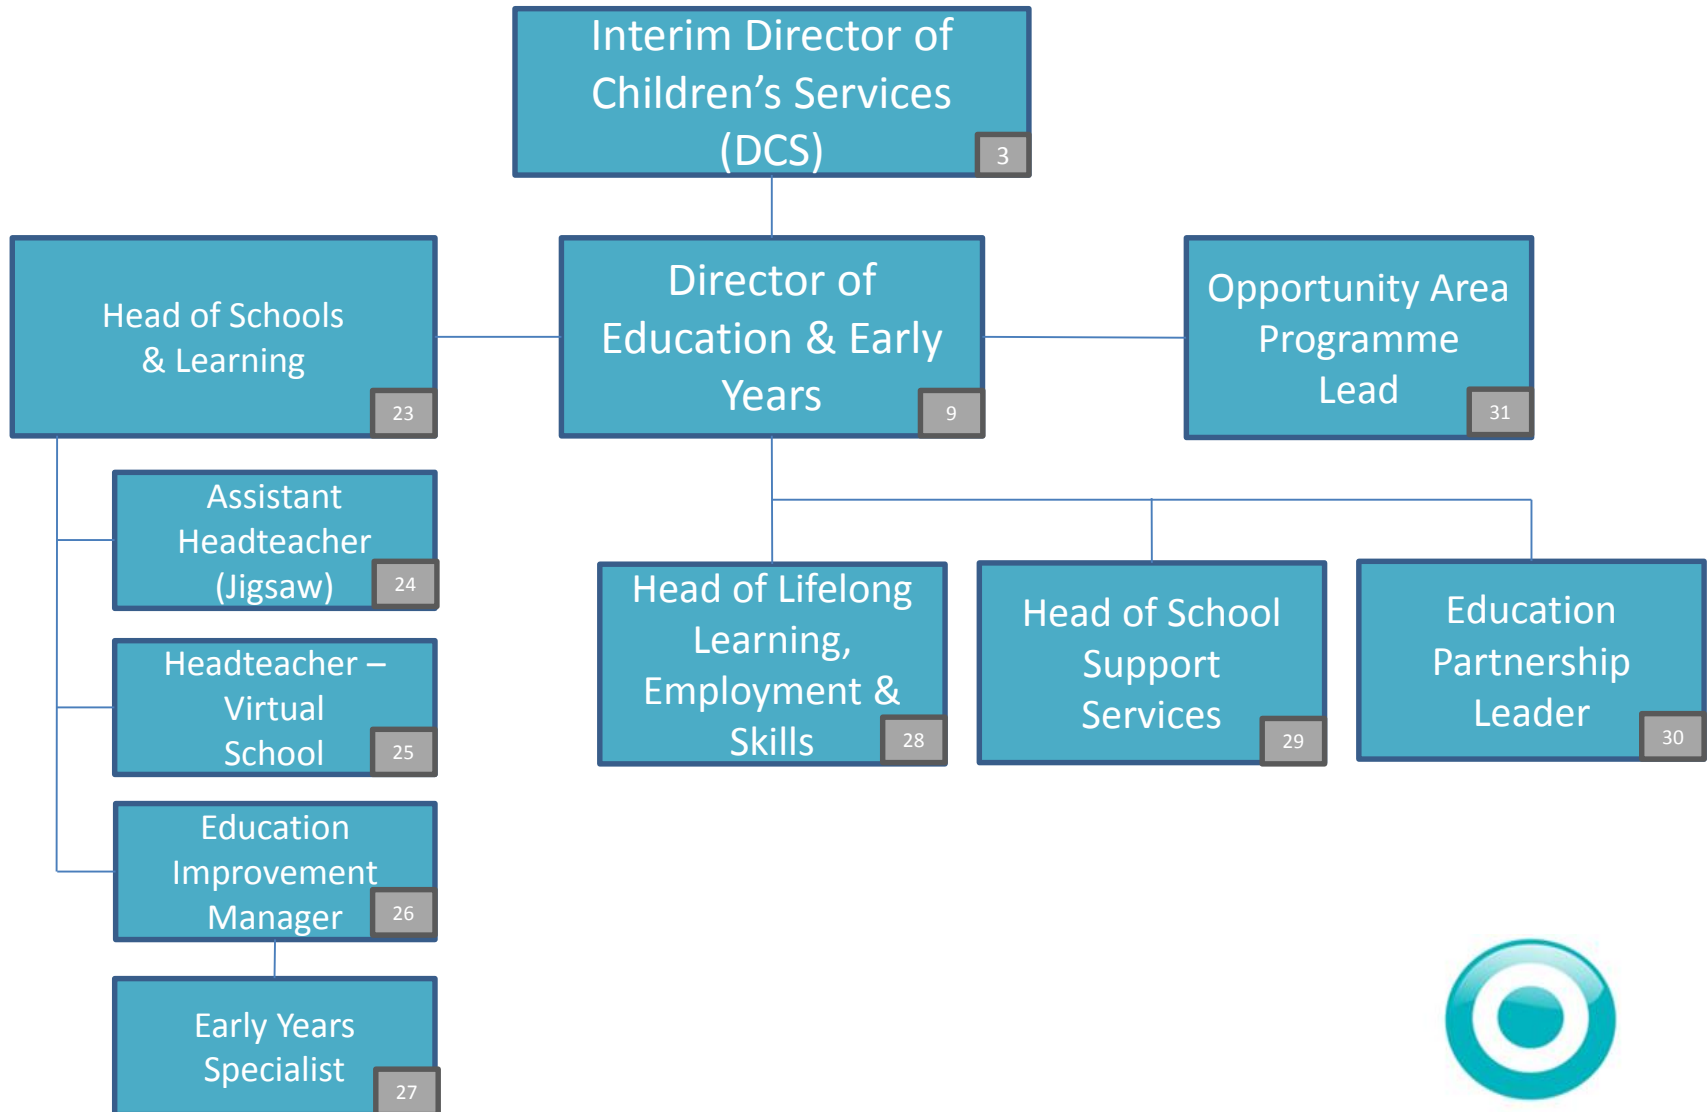 Interim Director of
Children’s Services
(DCS)
3
Head of Schools
& Learning
23
Director of
Education & Early
Years
9
Opportunity Area
Programme
Lead
31
Assistant
Headteacher
(Jigsaw)
24
Headteacher –
Virtual
School
25
Education
Improvement
Manager
26
Early Years
Specialist
27
Head of Lifelong
Learning,
Employment &
Skills
28
Head of School
Support
Services
29
Education
Partnership
Leader
30